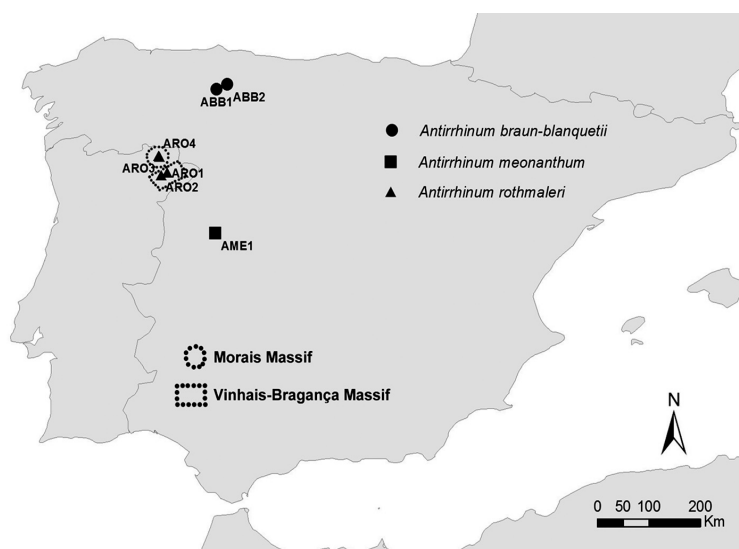 ABB1
ABB2
Antirrhinum braun-blanquetii
ARO4
ARO3
ARO1
ARO2
Antirrhinum meonanthum
Antirrhinum rothmaleri
AME1
Morais Massif
Vinhais-Bragança Massif
N
0 50 100 200
Km